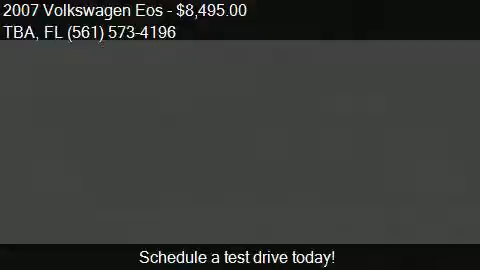 2007 Volkswagen Eos - $8,495.00
TBA, FL (561) 573-4196
Schedule a test drive today!